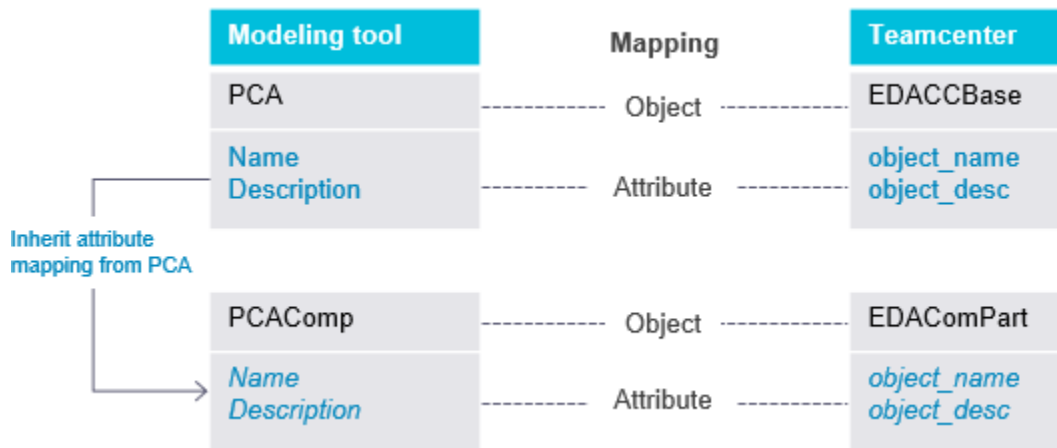 Modeling tool Mapping Teamcenter
PCA Object EDACCBase
Name object_name
Description Attribute object_desc
Inherit attribute
mapping from PCA
PCAComp Object EDAComPart
Name object_name
Description Attribute object_desc